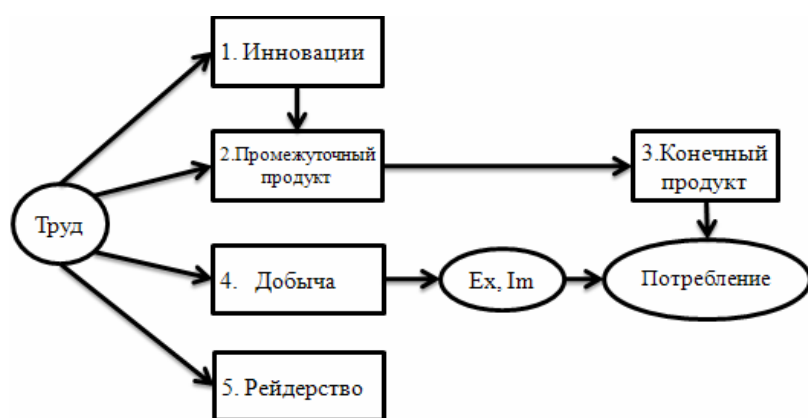 1. Инновации
2.Промежуточный
продукт
3.Конечный
продукт
Труд
4. Добыча
Ex, Im
Потребление
5. Рейдерство